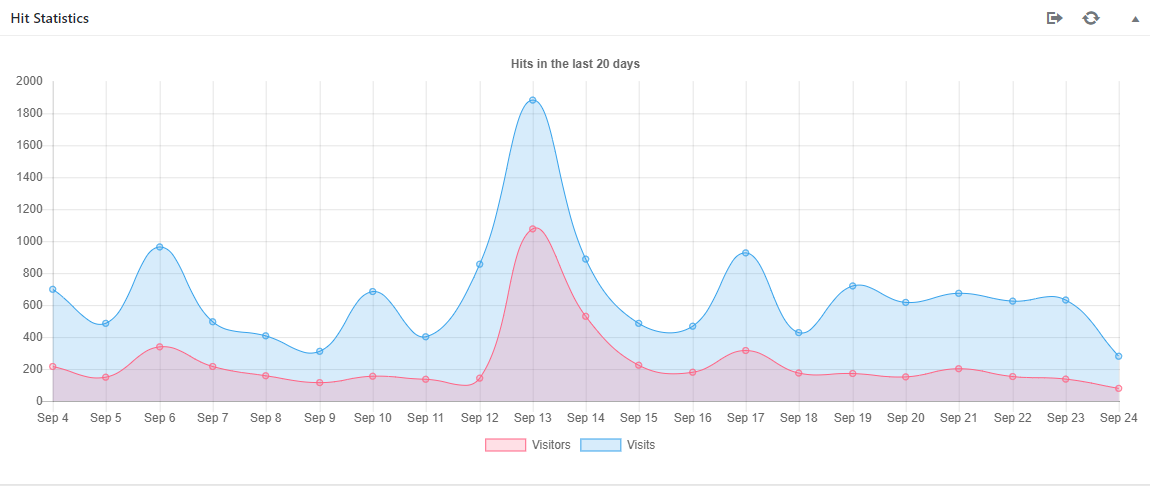 Hit Statistics
Hits in the last 20 days
2000
1800
1600
1400
1200
1000
800
600
400
200
0
Sep 4 Sep 5 Sep 6 Sep 7 Sep 8 Sep 9 Sep 10 Sep 11 Sep 12 Sep 13 Sep 14 Sep 15 Sep 16 Sep 17 Sep 18 Sep 19 Sep 20 Sep 21 Sep 22 Sep 23 Sep 24
Visitors Visits